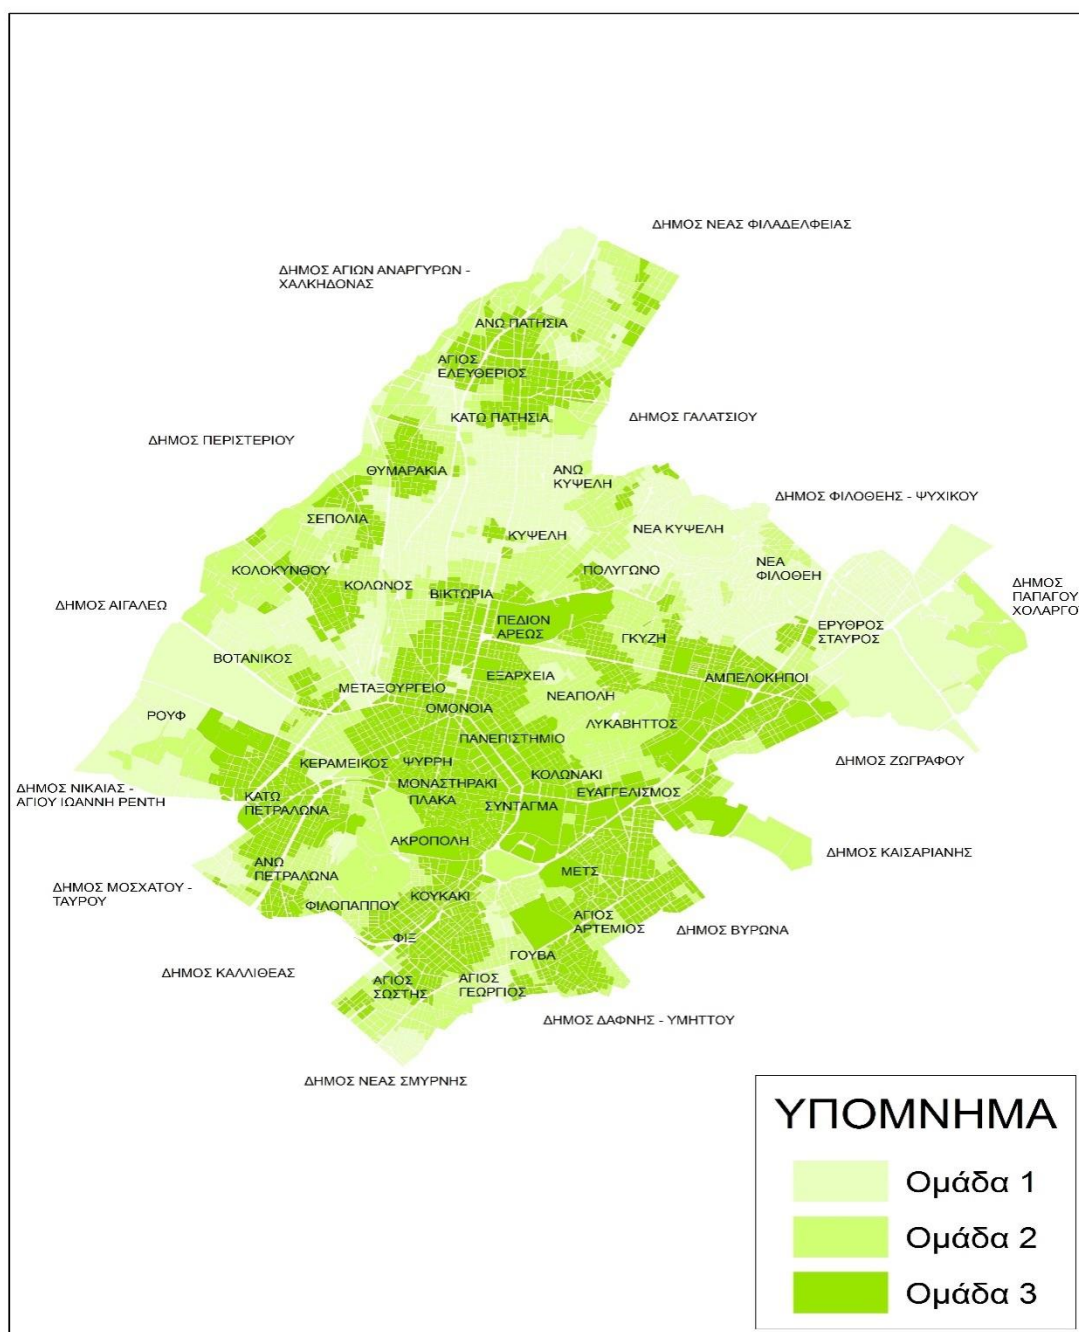 ΔΗΜΟΣ ΝΕΑΣ ΦΙΛΑΔΕΛΦΕΙΑΣ
ΔΗΜΟΣ ΑΓΙΩΝ ΑΝΑΡΓΥΡΩΝ -
ΧΑΛΚΗΔΟΝΑΣ
ΑΝΩ ΠΑΤΗΣΙΑ
ΑΓΙΟΣ
ΕΛΕΥΘΕΡΙΟΣ
ΚΑΤΩ ΠΑΤΗΣΙΑ
ΔΗΜΟΣ ΓΑΛΑΤΣΙΟΥ
ΔΗΜΟΣ ΠΕΡΙΣΤΕΡΙΟΥ
ΘΥΜΑΡΑΚΙΑ
ΑΝΩ
ΚΥΨΕΛΗ
ΔΗΜΟΣ ΦΙΛΟΘΕΗΣ - ΨΥΧΙΚΟΥ
ΣΕΠΟΛΙΑ
ΚΥΨΕΛΗ
ΝΕΑ ΚΥΨΕΛΗ
ΚΟΛΟΚΥΝΘΟΥ
ΚΟΛΩΝΟΣ
ΠΟΛΥΓΩΝΟ
ΝΕΑ
ΦΙΛΟΘΕΗ
ΔΗΜΟΣ
ΠΑΠΑΓΟΥ
ΧΟΛΑΡΓΟΥ
ΔΗΜΟΣ ΑΙΓΑΛΕΩ
ΒιΚΤΩΡΙΑ
ΠΕΔΙΟΝ
ΑΡΕΩΣ
ΓΚΥΖΗ
ΕΡΥΘΡΟΣ
ΣΤΑΥΡΟΣ
ΒΟΤΑΝΙΚΟΣ
ΜΕΤΑΞΟΥΡΓΕΙΟ
ΕΞΑΡΧΕΙΑ
ΑΜΠΕΛΟΚΗΠΟΙ
ΝΕΑΠΟΛΗ
ΡΟΥΦ
ΟΜΟΝΟΙΑ
ΛΥΚΑΒΗΤΤΟΣ
ΠΑΝΕΠΙΣΤΗΜΙΟ
ΔΗΜΟΣ ΖΩΓΡΑΦΟΥ
ΚΕΡΑΜΕΙΚΟΣ
ΨΥΡΡΗ
ΚΟΛΩΝΑΚΙ
ΜΟΝΑΣΤΗΡΑΚΙ
ΔΗΜΟΣ ΝΙΚΑΙΑΣ -
ΑΓΙΟΥ ΙΩΑΝΝΗ ΡΕΝΤΗ
ΚΑΤΩ
ΠΕΤΡΑΛΩΝΑ
ΠΛΑΚΑ
ΣΥΝΤΑΓΜΑ
ΕΥΑΓΓΕΛΙΣΜΟΣ
ΑΚΡΟΠΟΛΗ
ΔΗΜΟΣ ΚΑΙΣΑΡΙΑΝΗΣ
ΑΝΩ
ΠΕΤΡΑΛΩΝΑ
ΜΕΤΣ
ΔΗΜΟΣ ΜΟΣΧΑΤΟΥ -
ΤΑΥΡΟΥ
ΚΟΥΚΑΚΙ
ΦΙΛΟΠΑΠΠΟΥ
ΑΓΙΟΣ
ΑΡΤΕΜΙΟΣ
ΔΗΜΟΣ ΒΥΡΩΝΑ
ΦΙΞ
ΓΟΥΒΑ
ΔΗΜΟΣ ΚΑΛΛΙΘΕΑΣ
ΑΓΙΟΣ
ΣΩΣΤΗΣ
ΑΓΙΟΣ
ΓΕΩΡΓΙΟΣ
ΔΗΜΟΣ ΔΑΦΝΗΣ - ΥΜΗΤΤΟΥ
ΔΗΜΟΣ ΝΕΑΣ ΣΜΥΡΝΗΣ
ΥΠΟΜΝΗΜΑ
Ομάδα 1
Ομάδα 2
Ομάδα 3